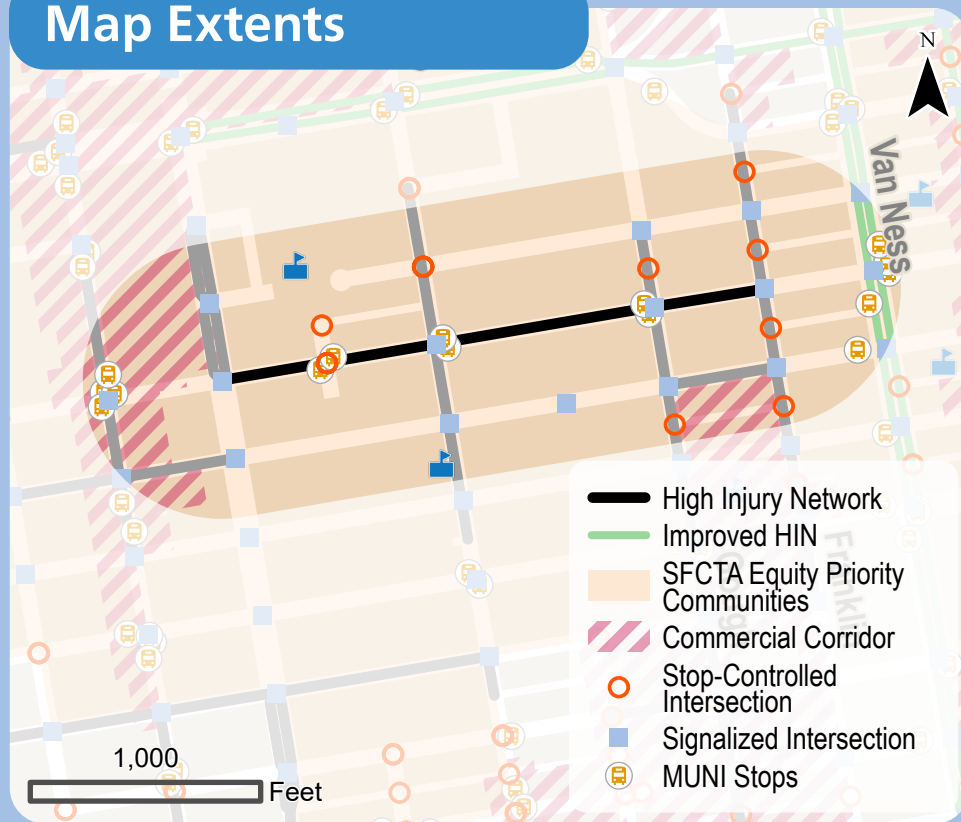 Map Extents
N
Van Ness
High Injury Network
Improved HIN
SFCTA Equity Priority
Communities
Commercial Corridor
Stop-Controlled
Intersection
Signalized Intersection
MUNI Stops
1,000
Feet